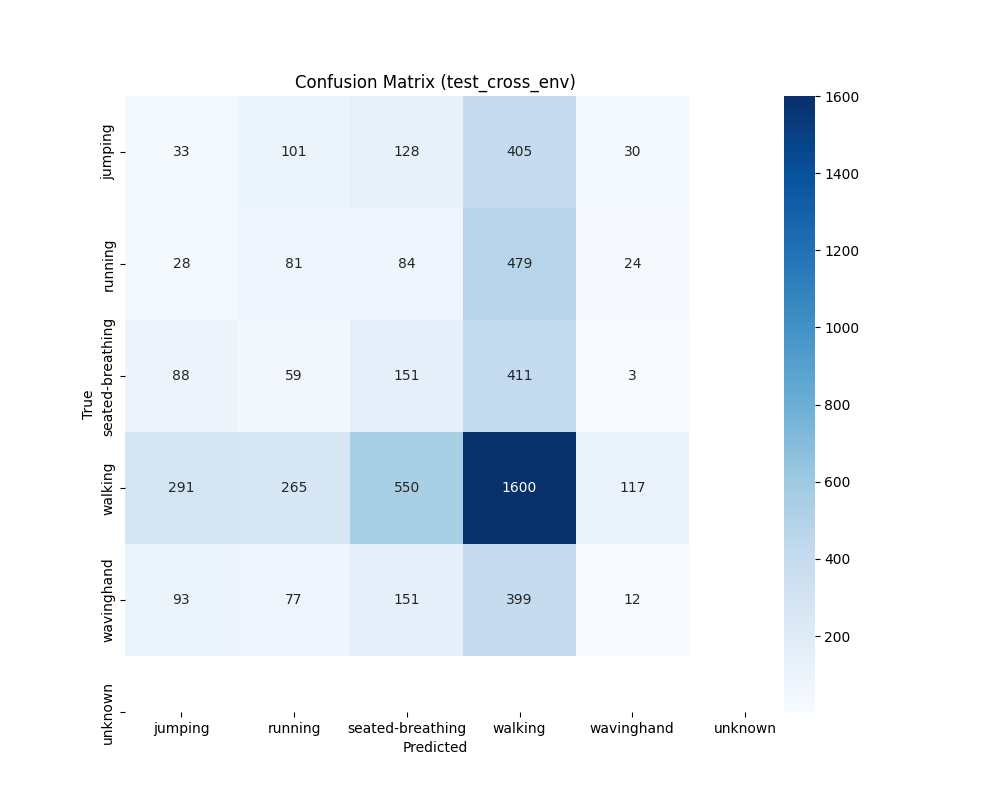 Confusion Matrix (test_cross_env)
True
jumping 33 101 128 405 30
running 28 81 84 479 24
seated-breathing 88 59 151 411 3
walking 291 265 550 1600 117
wavinghand 93 77 151 399 12
unknown
jumping running seated-breathing walking wavinghand unknown
Predicted
1600
1400
1200
1000
800
600
400
200